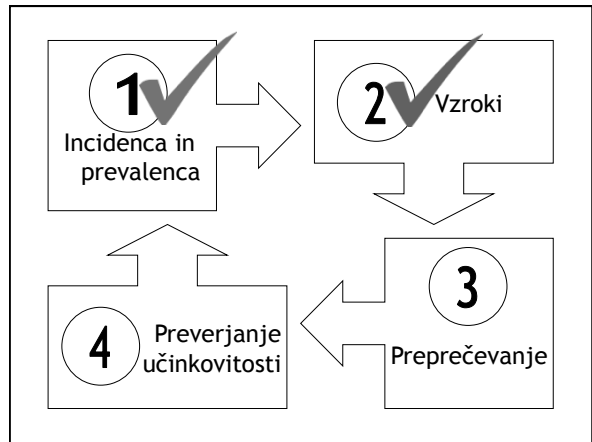 1
Incidenca in
prevalenca
2 Vzroki
3
Preprečevanje
4 Preverjanje
učinkovitosti